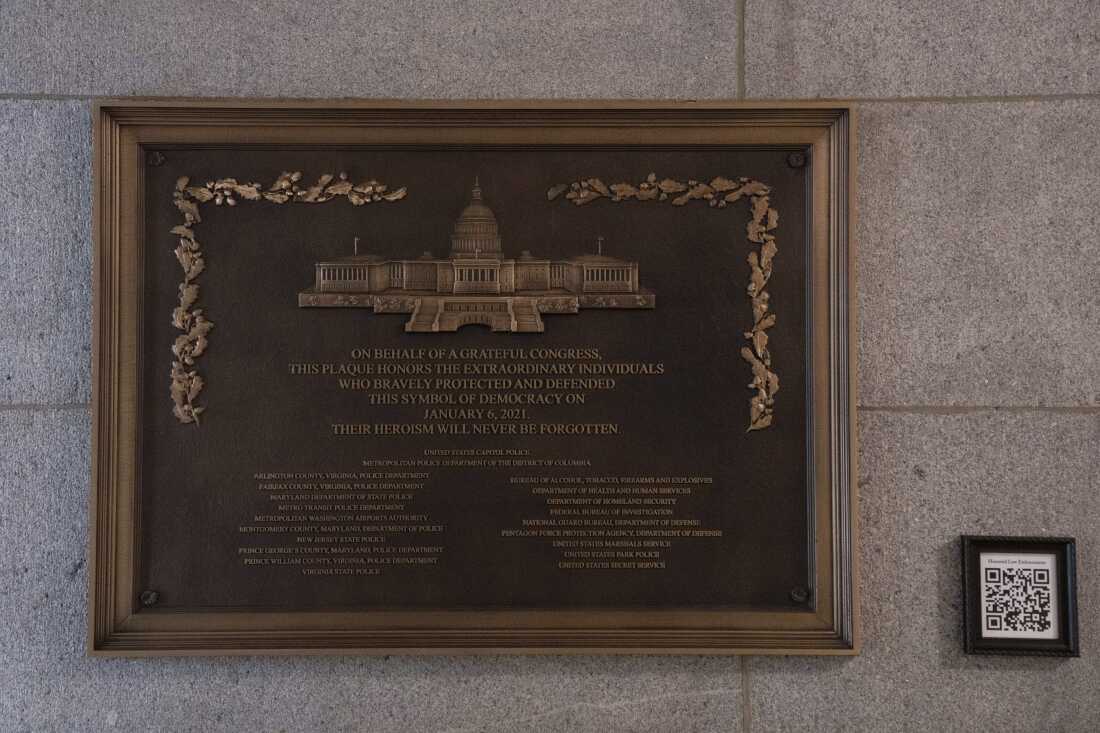 ON BEHALF OF A GRATEFUL CONGRESS,
THIS PLAQUE HONORS THE EXTRAORDINARY INDIVIDUALS
WHO BRAVELY PROTECTED AND DEFENDED
THIS SYMBOL OF DEMOCRACY ON
JANUARY 6, 2021.
THEIR HEROISM WILL NEVER BE FORGOTTEN.
UNITED STATES CAPITOL POLICE
METROPOLITAN POLICE DEPARTMENT OF THE DISTRICT OF COLUMBIA
ARLINGTON COUNTY, VIRGINIA, POLICE DEPARTMENT
FAIRFAX COUNTY, VIRGINIA, POLICE DEPARTMENT
MARYLAND DEPARTMENT OF STATE POLICE
METRO TRANSIT POLICE DEPARTMENT
METROPOLITAN WASHINGTON AIRPORTS AUTHORITY
MONTGOMERY COUNTY, MARYLAND, DEPARTMENT OF POLICE
NEW JERSEY STATE POLICE
PRINCE GEORGE'S COUNTY, MARYLAND, POLICE DEPARTMENT
PRINCE WILLIAM COUNTY, VIRGINIA, POLICE DEPARTMENT
VIRGINIA STATE POLICE
BUREAU OF ALCOHOL, TOBACCO, FIREARMS AND EXPLOSIVES
DEPARTMENT OF HEALTH AND HUMAN SERVICES
DEPARTMENT OF HOMELAND SECURITY
FEDERAL BUREAU OF INVESTIGATION
NATIONAL GUARD BUREAU, DEPARTMENT OF DEFENSE
PENTAGON FORCE PROTECTION AGENCY, DEPARTMENT OF DEFENSE
UNITED STATES MARSHALS SERVICE
UNITED STATES PARK POLICE
UNITED STATES SECRET SERVICE
Honored Law Enforcement